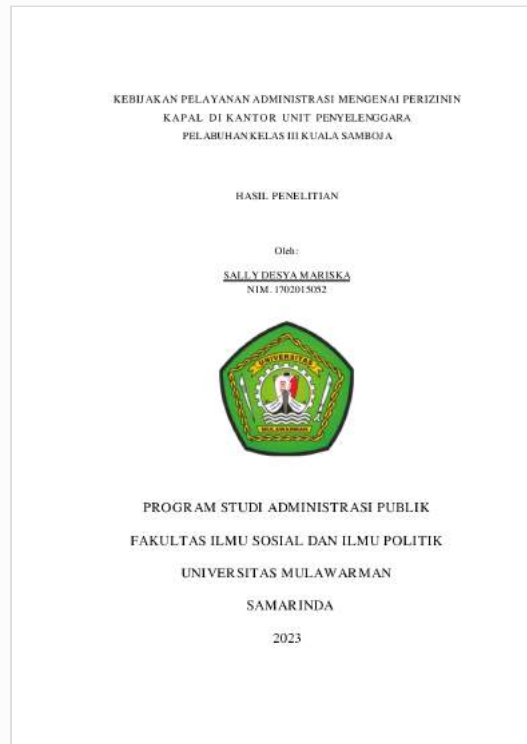 KEBIJAKAN PELAYANAN ADMINISTRASI MENGENAI PERIZININ
KAPAL DI KANTOR UNIT PENYELENGGARA
PELABUHAN KELAS III KUALA SAMBOJA
HASIL PENELITIAN
Oleh :
SALLY DESYA MARISKA
NIM. 1702015052
UNIVERSITAS
MULAWARMAN
PROGRAM STUDI ADMINISTRASI PUBLIK
FAKULTAS ILMU SOSIAL DAN ILMU POLITIK
UNIVERSITAS MULAWARMAN
SAMARINDA
2023